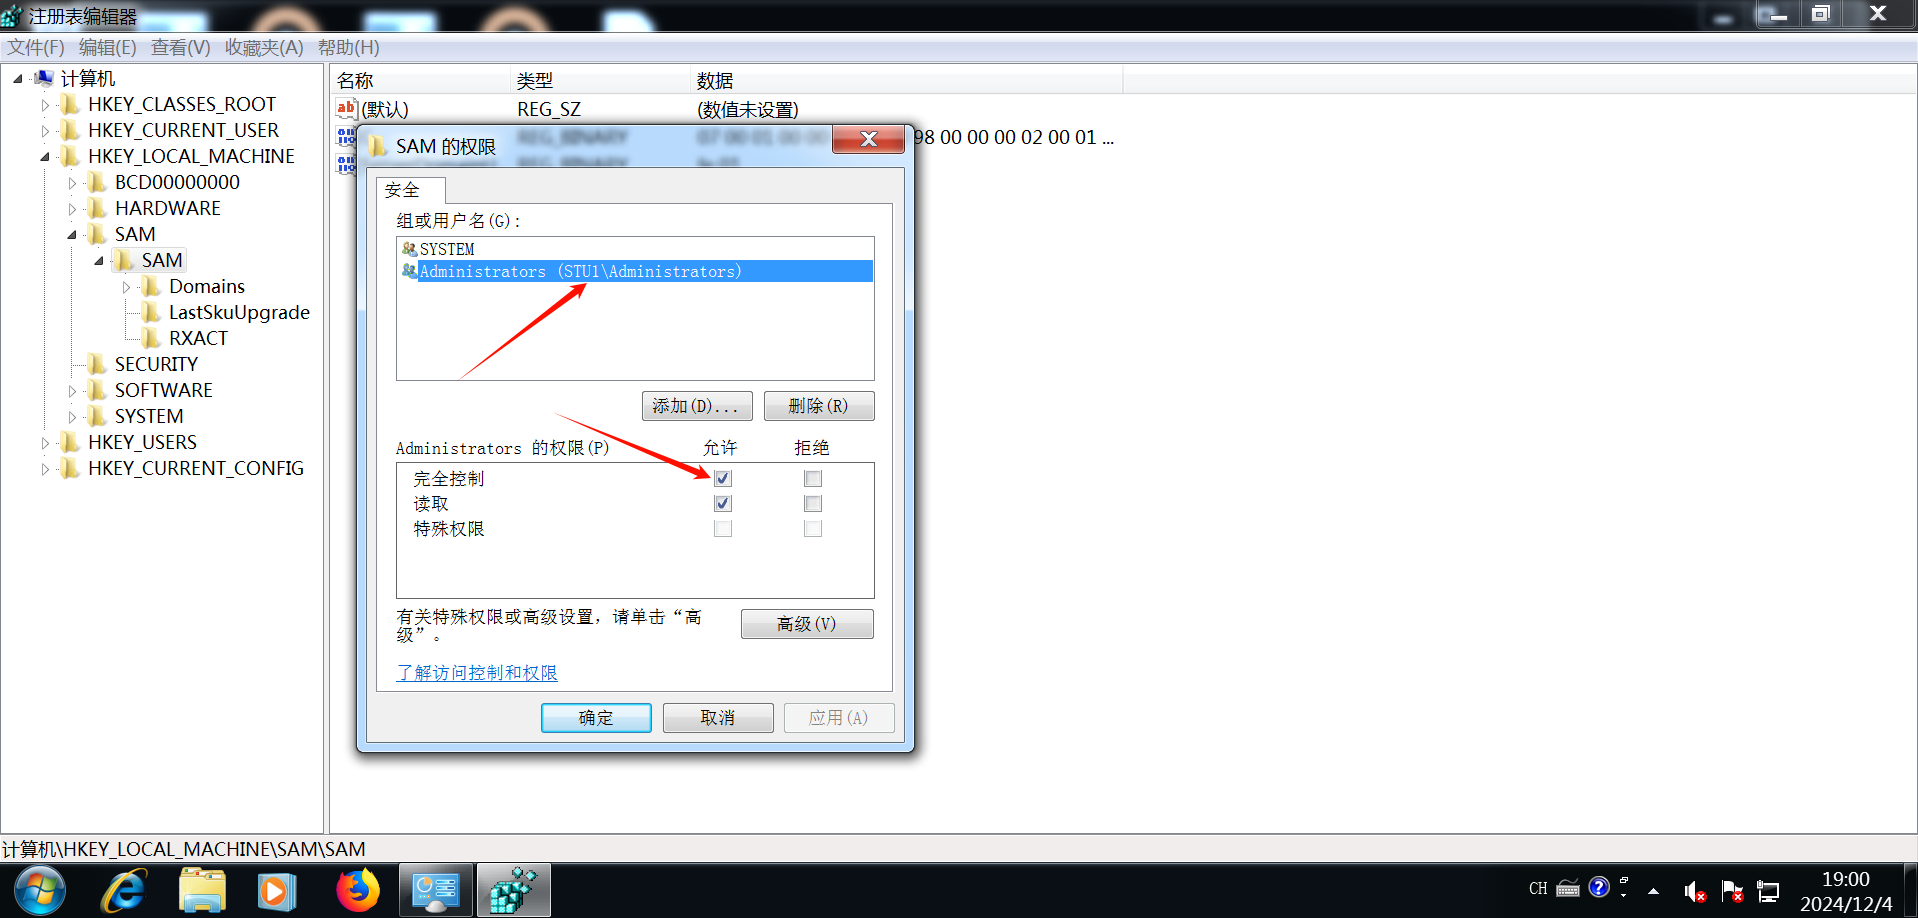 注册表编辑器
文件(F) 编辑(E) 查看(V) 收藏夹(A) 帮助(H)
计算机
HKEY_CLASSES_ROOT
HKEY_CURRENT_USER
HKEY_LOCAL_MACHINE
BCD00000000
HARDWARE
SAM
SAM
Domains
LastSkuUpgrade
RXACT
SECURITY
SOFTWARE
SYSTEM
HKEY_USERS
HKEY_CURRENT_CONFIG
名称 类型 数据
(默认) REG_SZ (数值未设置)
REG_BINARY 07 00 01 00 00 98 00 00 00 02 00 01 ...
REG_BINARY
SAM 的权限
安全
组或用户名(G):
SYSTEM
Administrators (STU1\Administrators)
添加(D)... 删除(R)
Administrators 的权限(P) 允许 拒绝
完全控制
读取
特殊权限
有关特殊权限或高级设置，请单击“高
级”。
高级(V)
了解访问控制和权限
确定 取消 应用(A)
计算机\HKEY_LOCAL_MACHINE\SAM\SAM
CH
19:00
2024/12/4